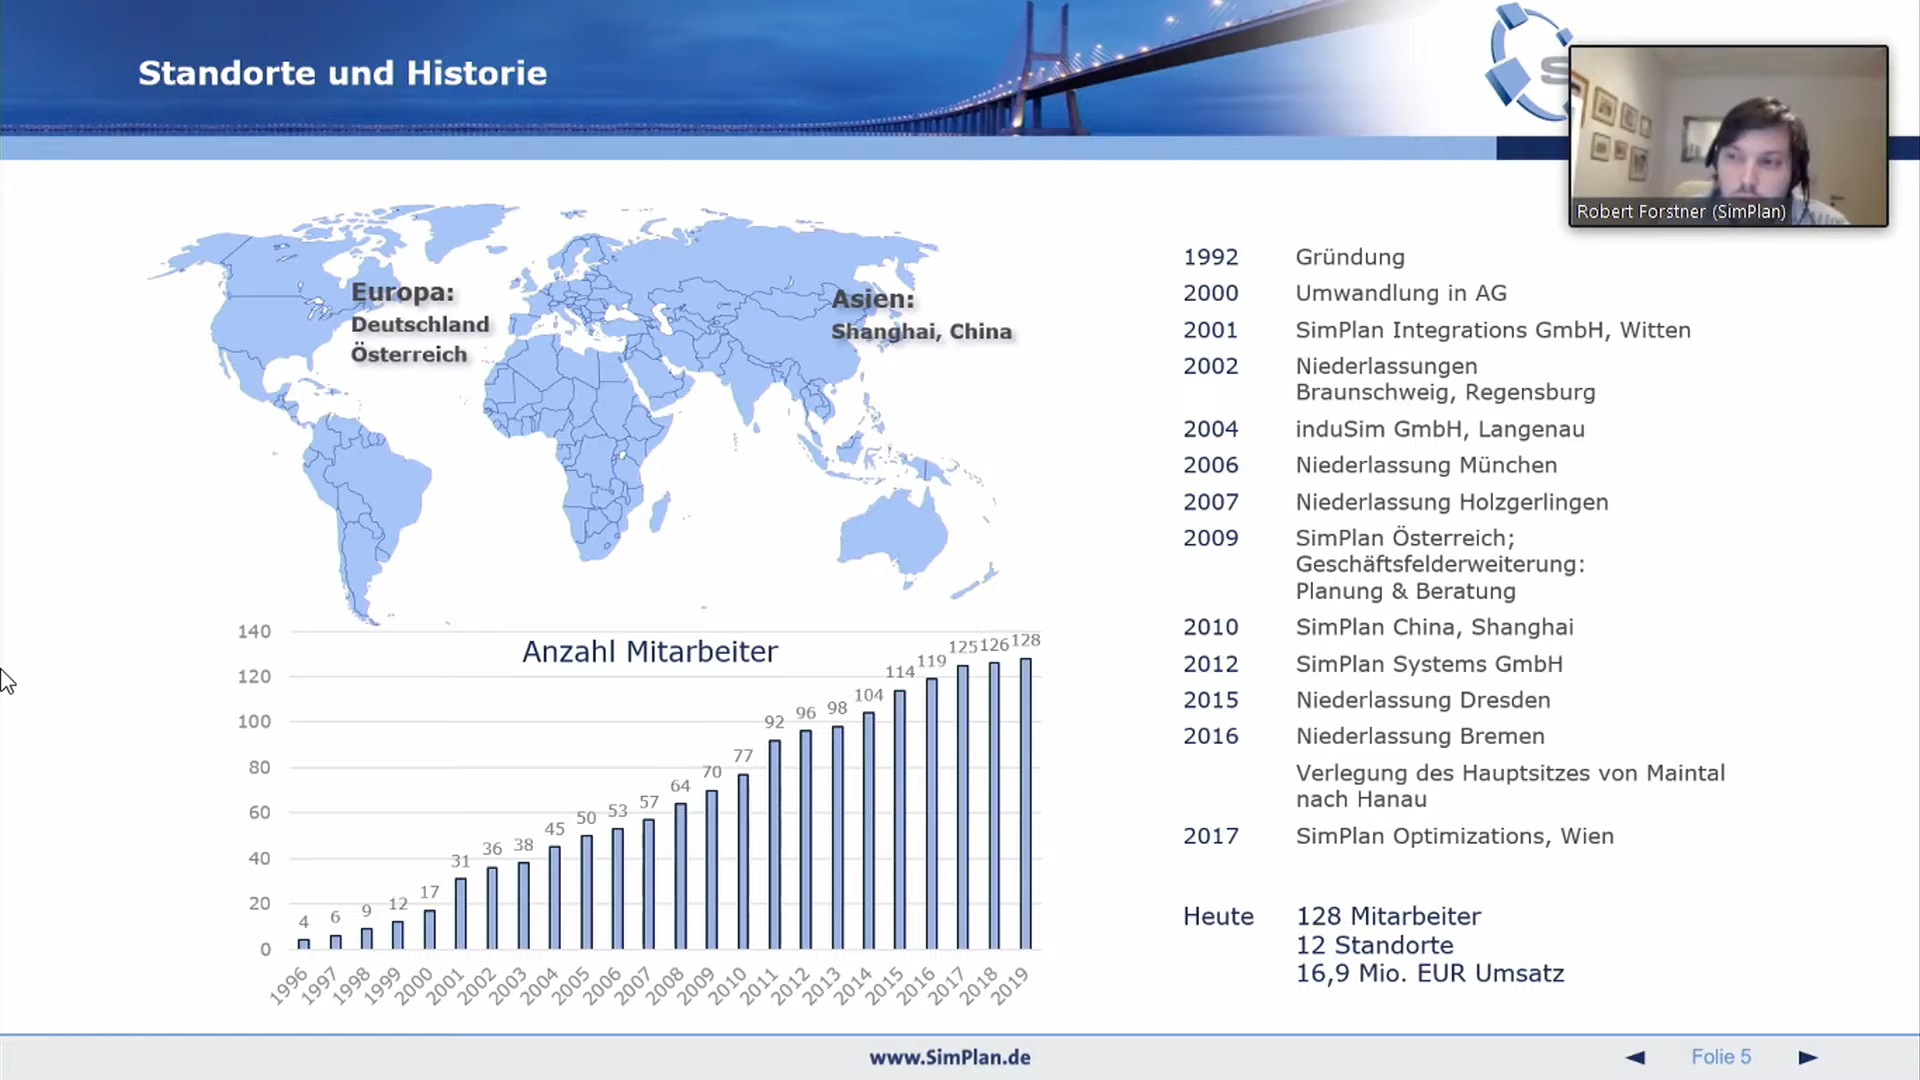 Standorte und Historie
S
Robert Forstner (SimPlan)
Europa:
Deutschland
Österreich
Asien:
Shanghai, China
1992 Gründung
2000 Umwandlung in AG
2001 SimPlan Integrations GmbH, Witten
2002 Niederlassungen
Braunschweig, Regensburg
2004 induSim GmbH, Langenau
2006 Niederlassung München
2007 Niederlassung Holzgerlingen
2009 SimPlan Österreich;
Geschäftsfelderweiterung:
Planung & Beratung
2010 SimPlan China, Shanghai
2012 SimPlan Systems GmbH
2015 Niederlassung Dresden
2016 Niederlassung Bremen
Verlegung des Hauptsitzes von Maintal
nach Hanau
2017 SimPlan Optimizations, Wien
Heute 128 Mitarbeiter
12 Standorte
16,9 Mio. EUR Umsatz
Anzahl Mitarbeiter
140
120
100
80
60
40
20
0
4 6 9 12 17 31 36 38 45 50 53 57 64 70 77 92 96 98 104 114 119 125 126 128
1996 1997 1998 1999 2000 2001 2002 2003 2004 2005 2006 2007 2008 2009 2010 2011 2012 2013 2014 2015 2016 2017 2018 2019
www.SimPlan.de
Folie 5